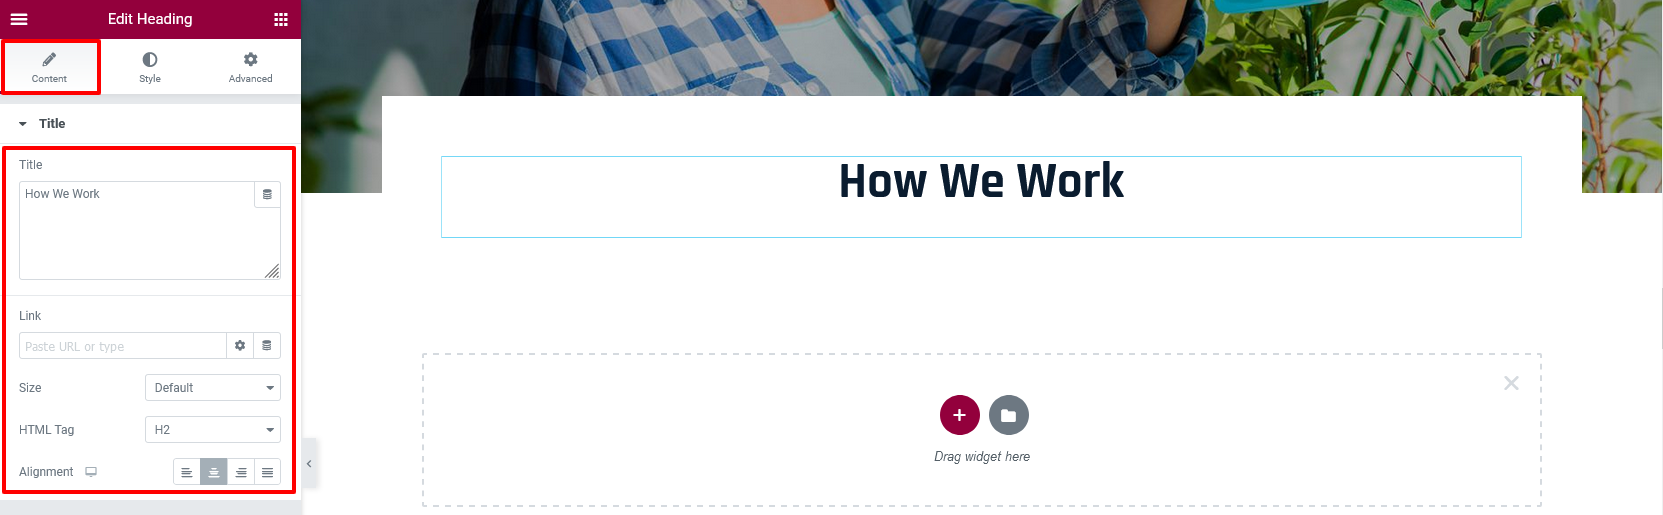 Edit Heading
Content
Style
Advanced
Title
Title
How We Work
Link
Paste URL or type
Size
Default
HTML Tag
H2
Alignment
How We Work
Drag widget here